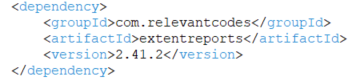 <dependency>
    <groupId>com.relevantcodes</groupId>
    <artifactId>extentreports</artifactId>
    <version>2.41.2</version>
</dependency>